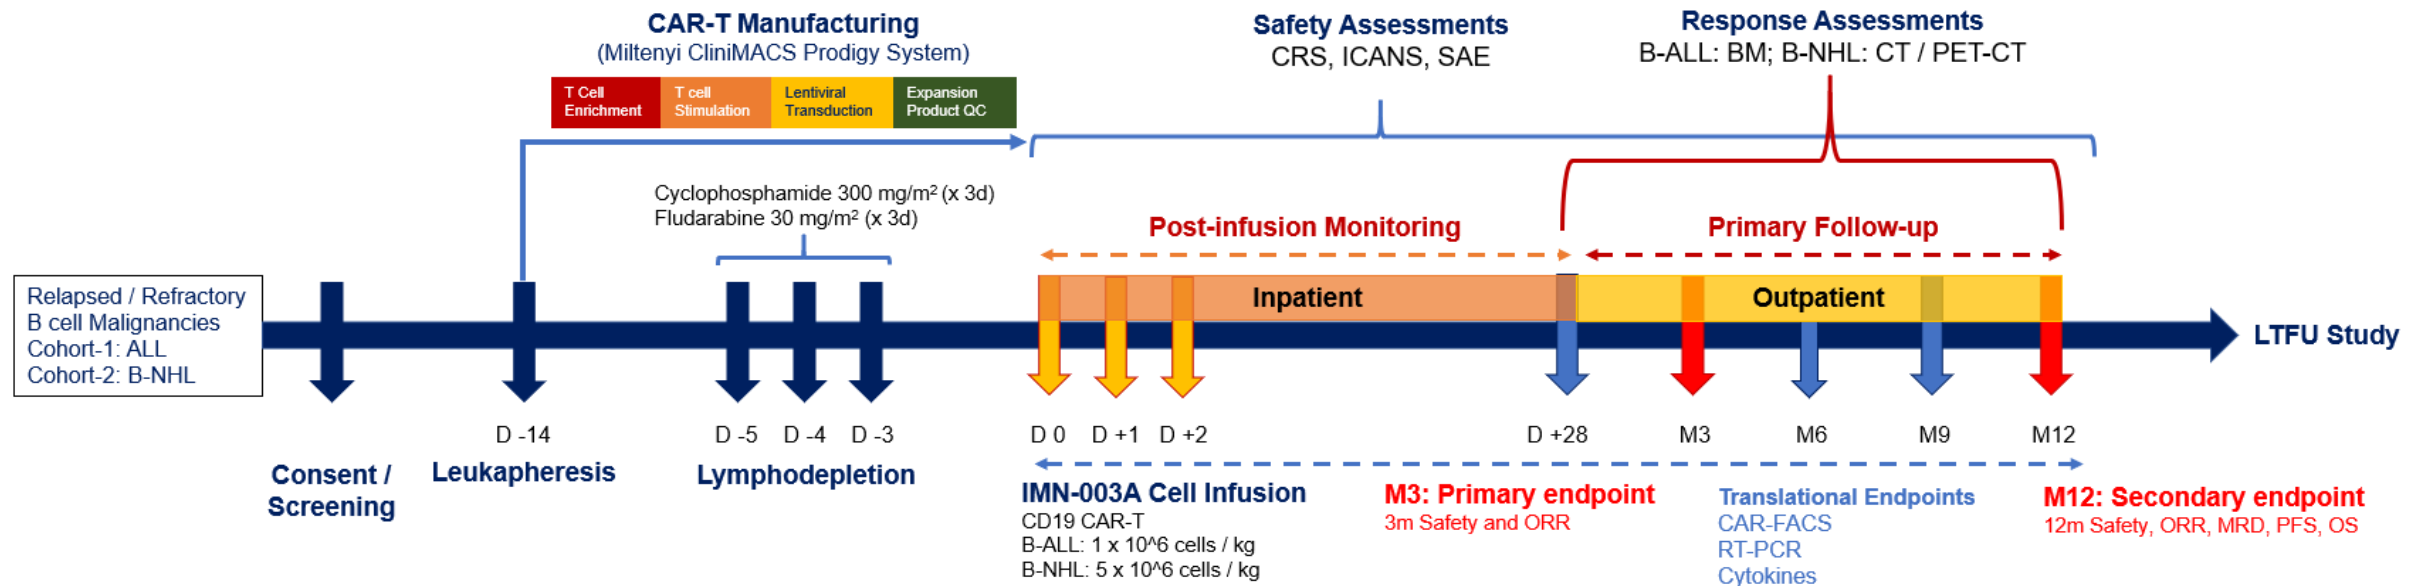 CAR-T Manufacturing
(Miltenyi CliniMACS Prodigy System)
T Cell
Enrichment
T cell
Stimulation
Lentiviral
Transduction
Expansion
Product QC
Safety Assessments
CRS, ICANS, SAE
Response Assessments
B-ALL: BM; B-NHL: CT / PET-CT
Cyclophosphamide 300 mg/m² (x 3d)
Fludarabine 30 mg/m² (x 3d)
Post-infusion Monitoring
Primary Follow-up
Relapsed / Refractory
B cell Malignancies
Cohort-1: ALL
Cohort-2: B-NHL
Inpatient
Outpatient
LTFU Study
D -14
D -5
D -4
D -3
D 0
D +1
D +2
D +28
M3
M6
M9
M12
Consent /
Screening
Leukapheresis
Lymphodepletion
IMN-003A Cell Infusion
CD19 CAR-T
B-ALL: 1 x 10^6 cells / kg
B-NHL: 5 x 10^6 cells / kg
M3: Primary endpoint
3m Safety and ORR
Translational Endpoints
CAR-FACS
RT-PCR
Cytokines
M12: Secondary endpoint
12m Safety, ORR, MRD, PFS, OS